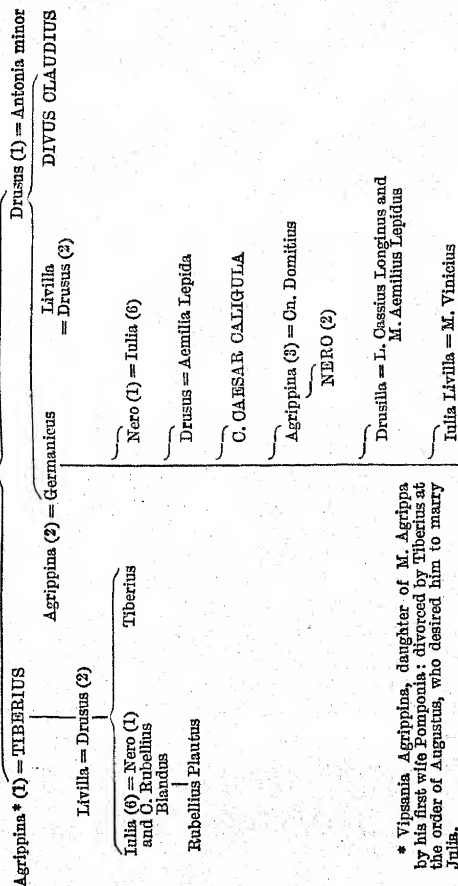 Agrippina* (1) = TIBERIUS
Drusus (1) = Antonia minor
Livilla = Drusus (2)
Agrippina (2) = Germanicus
Livilla
= Drusus (2)
DIVUS CLAUDIUS
Iulia (6) = Nero (1)
and C. Rubellius
Blandus
Tiberius
Rubellius Plautus
Nero (1) = Iulia (6)
Drusus = Aemilia Lepida
C. CAESAR CALIGULA
Agrippina (3) = Cn. Domitius
NERO (2)
Drusilla = L. Cassius Longinus and
M. Aemilius Lepidus
Iulia Livilla = M. Vinicius
* Vipsania Agrippina, daughter of M. Agrippa
by his first wife Pomponia: divorced by Tiberius at
the order of Augustus, who desired him to marry
Julia.